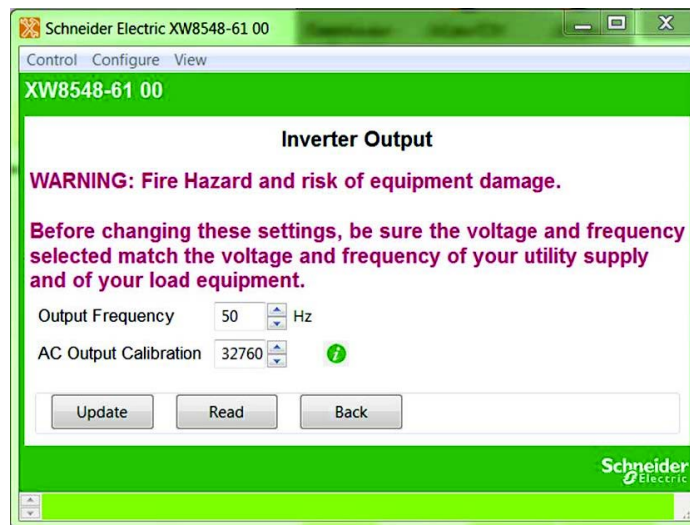 Schneider Electric XW8548-61 00
Control Configure View
XW8548-61 00
Inverter Output
WARNING: Fire Hazard and risk of equipment damage.
Before changing these settings, be sure the voltage and frequency
selected match the voltage and frequency of your utility supply
and of your load equipment.
Output Frequency 50 Hz
AC Output Calibration 32760
Update Read Back
Schneider
Electric